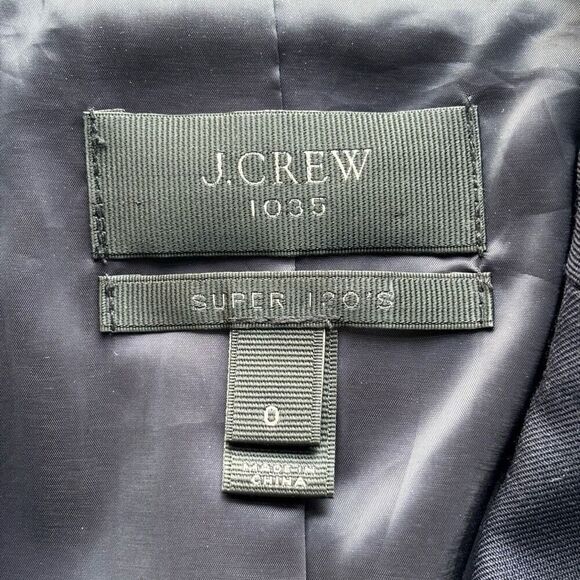 J.CREW
1035
SUPER 120'S
0
MADE IN
CHINA